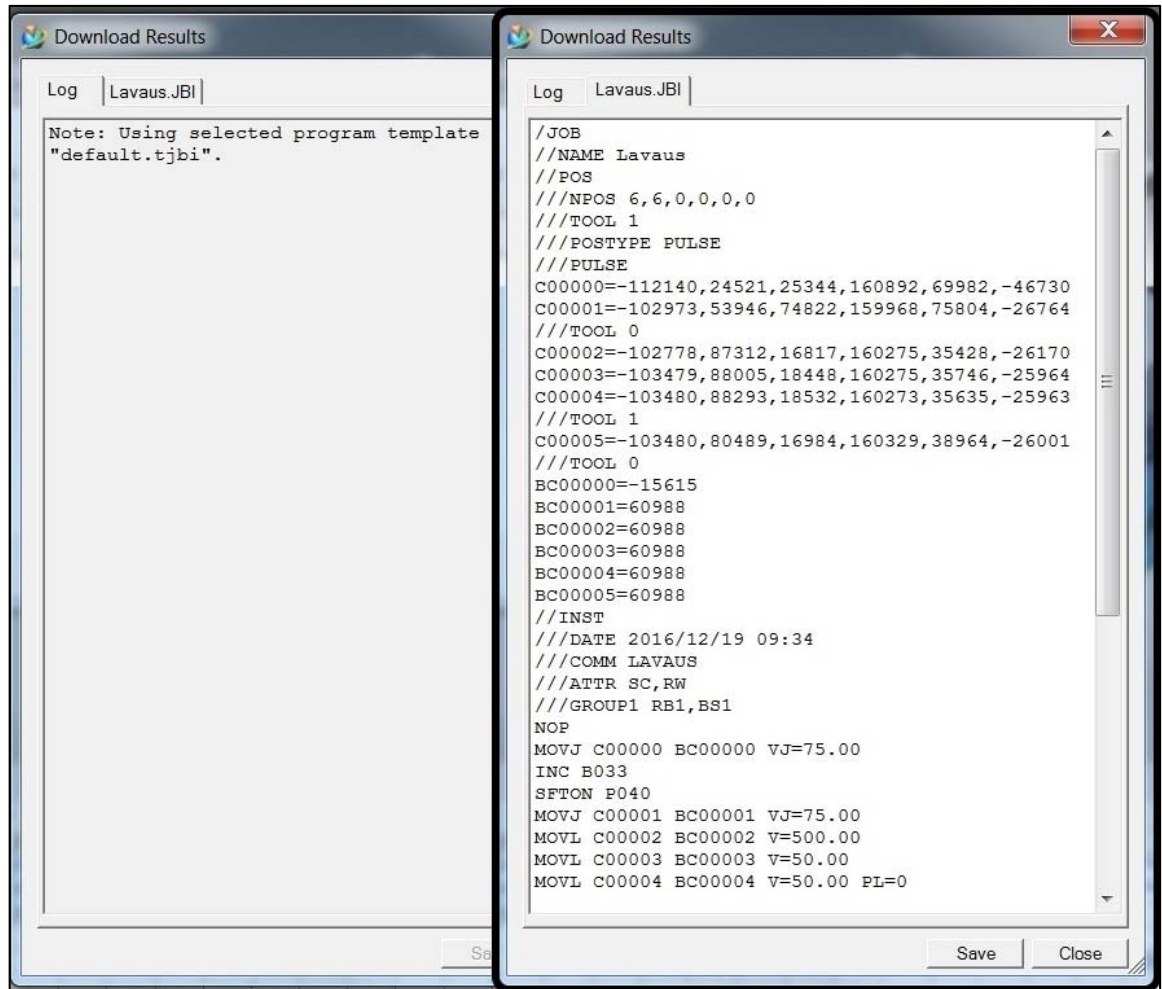 Download Results
Log
Lavaus.JBI
Note: Using selected program template
"default.tjbi".
Sa
Download Results
X
Log
Lavaus.JBI
/JOB
//NAME Lavaus
//POS
///NPOS 6,6,0,0,0,0
///TOOL 1
///POSTYPE PULSE
///PULSE
C00000=-112140,24521,25344,160892,69982,-46730
C00001=-102973,53946,74822,159968,75804,-26764
///TOOL 0
C00002=-102778,87312,16817,160275,35428,-26170
C00003=-103479,88005,18448,160275,35746,-25964
C00004=-103480,88293,18532,160273,35635,-25963
///TOOL 1
C00005=-103480,80489,16984,160329,38964,-26001
///TOOL 0
BC00000=-15615
BC00001=60988
BC00002=60988
BC00003=60988
BC00004=60988
BC00005=60988
//INST
///DATE 2016/12/19 09:34
///COMM LAVAUS
///ATTR SC,RW
///GROUP1 RB1,BS1
NOP
MOVJ C00000 BC00000 VJ=75.00
INC B033
SFTON P040
MOVJ C00001 BC00001 VJ=75.00
MOVL C00002 BC00002 V=500.00
MOVL C00003 BC00003 V=50.00
MOVL C00004 BC00004 V=50.00 PL=0
Save
Close